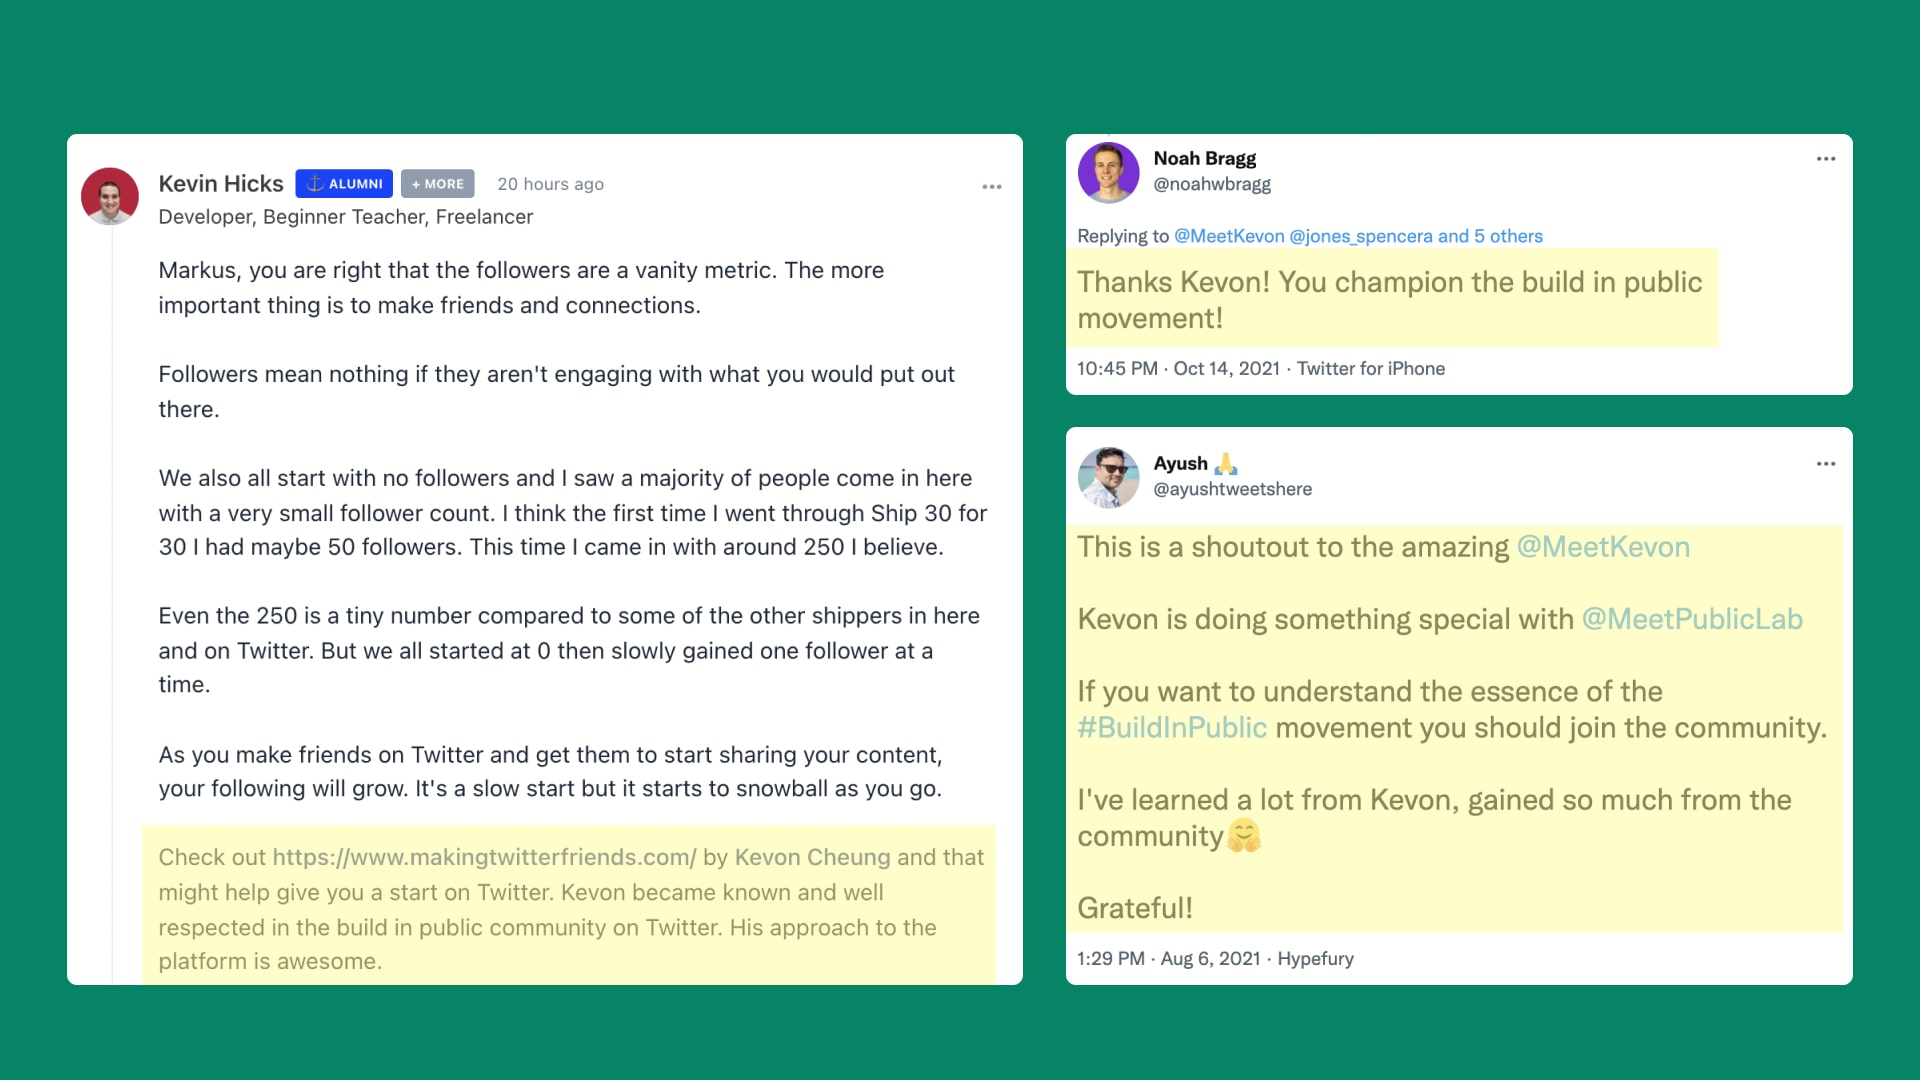 Kevin Hicks ALUMNI + MORE 20 hours ago
Developer, Beginner Teacher, Freelancer
Markus, you are right that the followers are a vanity metric. The more
important thing is to make friends and connections.
Followers mean nothing if they aren't engaging with what you would put out
there.
We also all start with no followers and I saw a majority of people come in here
with a very small follower count. I think the first time I went through Ship 30 for
30 I had maybe 50 followers. This time I came in with around 250 I believe.
Even the 250 is a tiny number compared to some of the other shippers in here
and on Twitter. But we all started at 0 then slowly gained one follower at a
time.
As you make friends on Twitter and get them to start sharing your content,
your following will grow. It's a slow start but it starts to snowball as you go.
Check out https://www.makingtwitterfriends.com/ by Kevon Cheung and that
might help give you a start on Twitter. Kevon became known and well
respected in the build in public community on Twitter. His approach to the
platform is awesome.
Noah Bragg
@noahwbragg
Replying to @MeetKevon @jones_spencera and 5 others
Thanks Kevon! You champion the build in public
movement!
10:45 PM · Oct 14, 2021 · Twitter for iPhone
Ayush 🙏
@ayushtweetshere
This is a shoutout to the amazing @MeetKevon
Kevon is doing something special with @MeetPublicLab
If you want to understand the essence of the
#BuildInPublic movement you should join the community.
I've learned a lot from Kevon, gained so much from the
community🤗
Grateful!
1:29 PM · Aug 6, 2021 · Hypefury